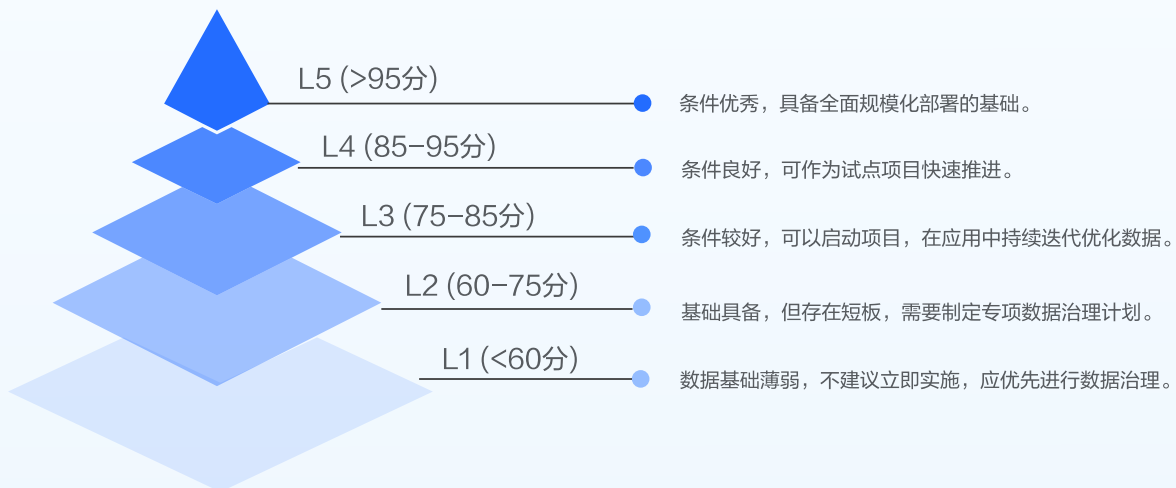 L5 (>95分)
条件优秀，具备全面规模化部署的基础。
L4 (85-95分)
条件良好，可作为试点项目快速推进。
L3 (75-85分)
条件较好，可以启动项目，在应用中持续迭代优化数据。
L2 (60-75分)
基础具备，但存在短板，需要制定专项数据治理计划。
L1 (<60分)
数据基础薄弱，不建议立即实施，应优先进行数据治理。